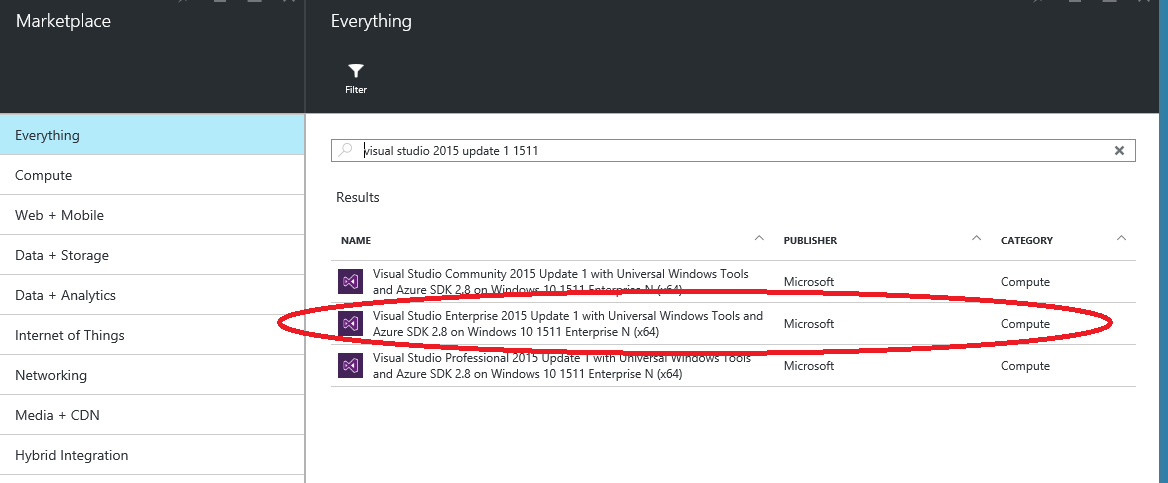 Marketplace
Everything
Filter
Everything
Compute
Web + Mobile
Data + Storage
Data + Analytics
Internet of Things
Networking
Media + CDN
Hybrid Integration
visual studio 2015 update 1 1511
Results
NAME PUBLISHER CATEGORY
Visual Studio Community 2015 Update 1 with Universal Windows Tools
and Azure SDK 2.8 on Windows 10 1511 Enterprise N (x64)
Microsoft
Compute
Visual Studio Enterprise 2015 Update 1 with Universal Windows Tools and
Azure SDK 2.8 on Windows 10 1511 Enterprise N (x64)
Microsoft
Compute
Visual Studio Professional 2015 Update 1 with Universal Windows Tools
and Azure SDK 2.8 on Windows 10 1511 Enterprise N (x64)
Microsoft
Compute